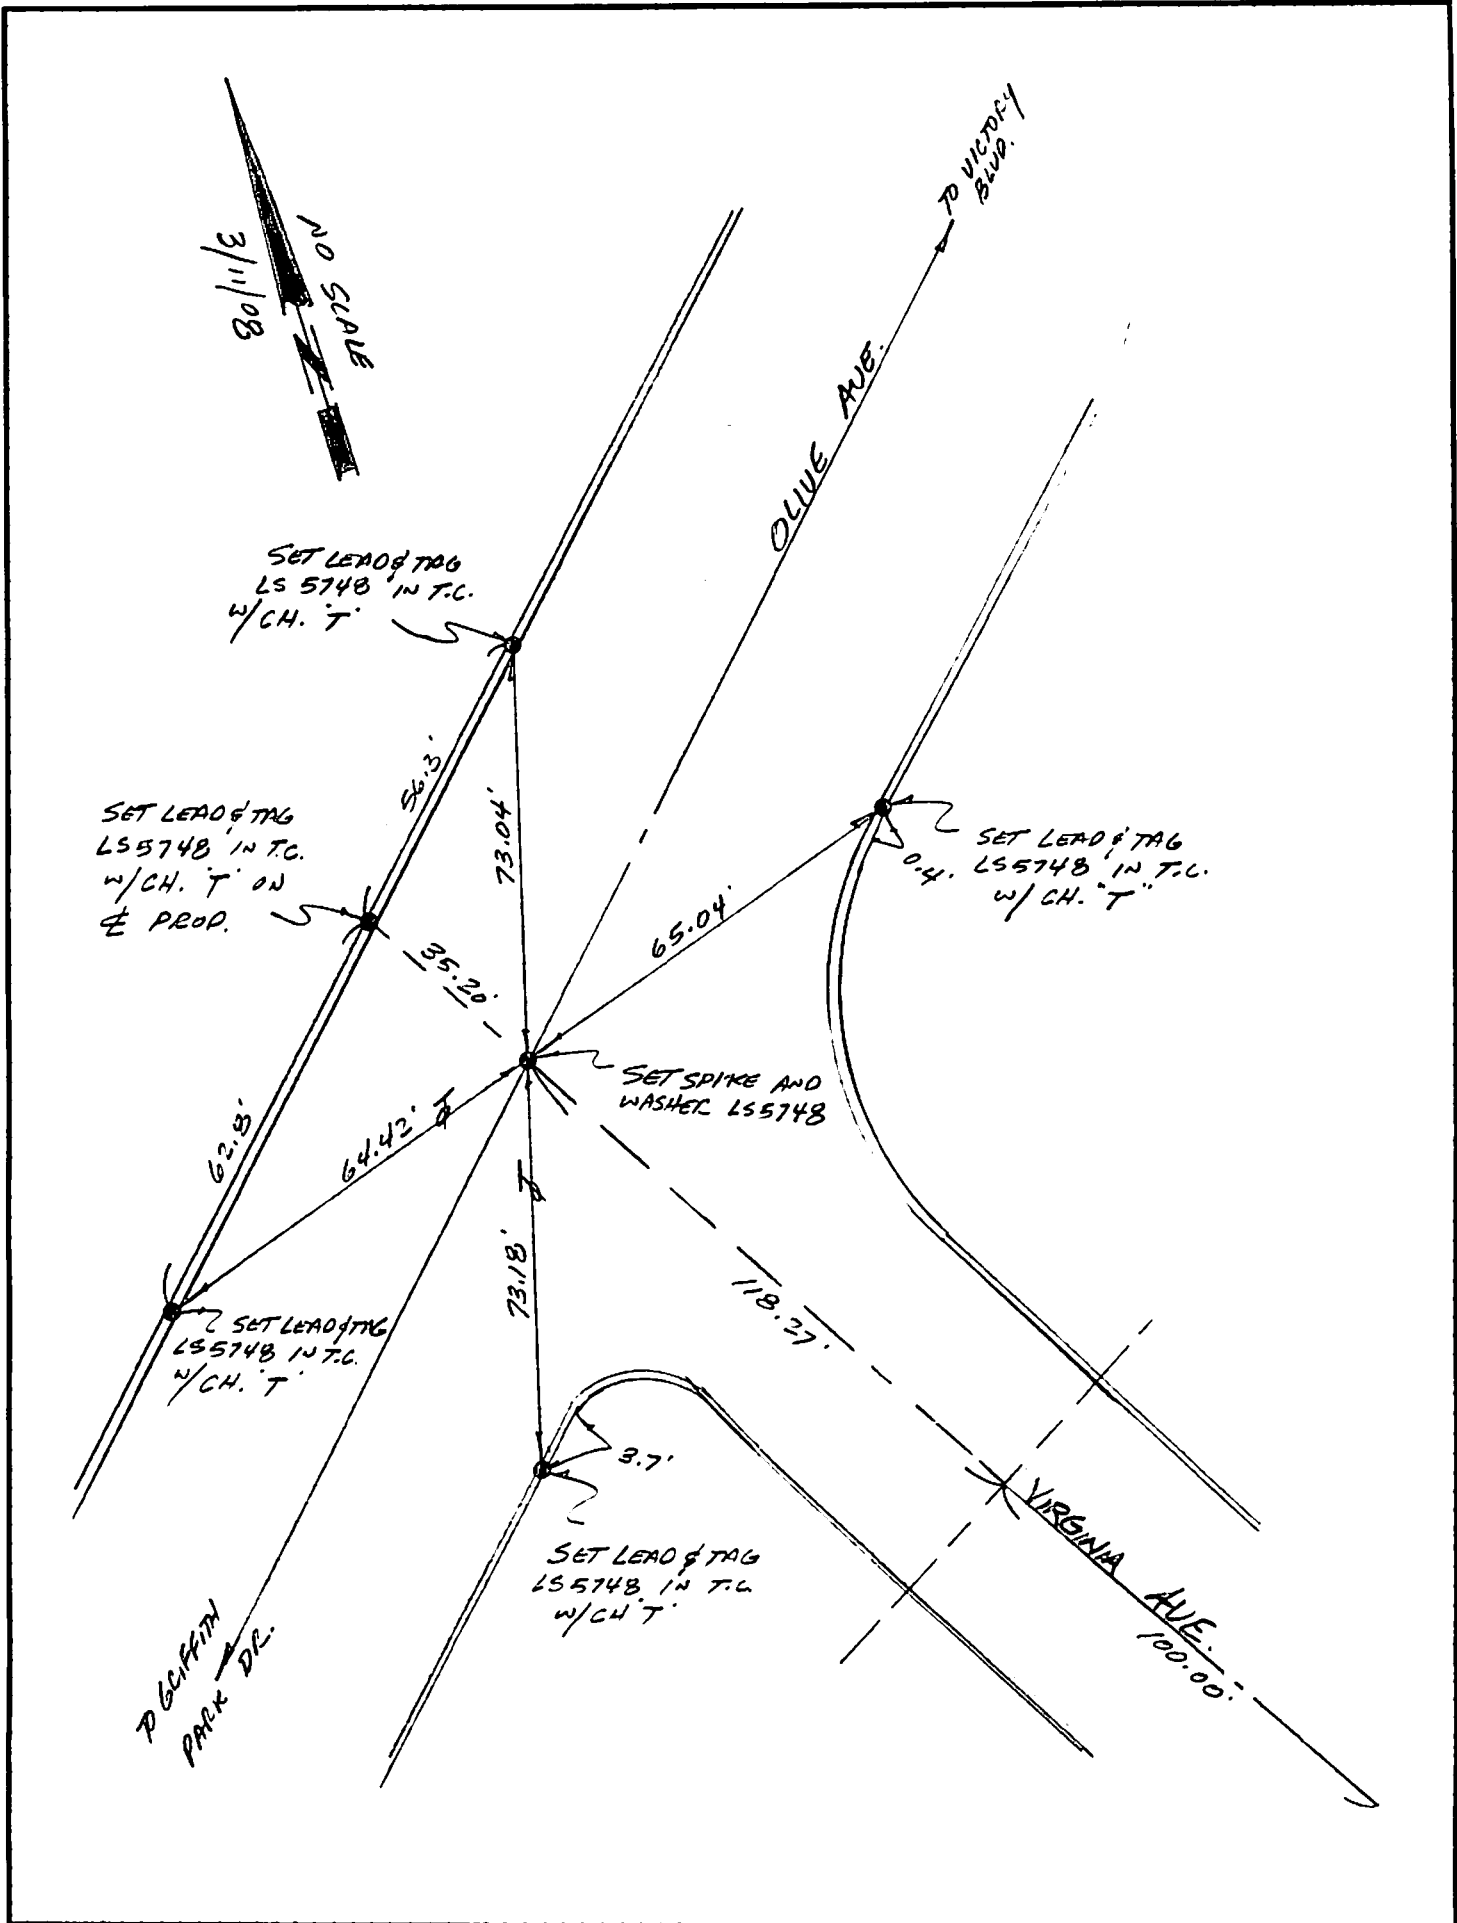 TO VICTORY
BLVD.
NO SCALE
3/11/08
N
OLIVE AVE.
SET LEAD & TAG
LS 5748 IN T.C.
W/CH. "T"
56.3'
73.04'
SET LEAD & TAG
LS5748 IN T.C.
W/CH. "T" ON
℄ PROD.
SET LEAD & TAG
LS5748 IN T.C.
W/ CH. "T"
0.4'
65.04'
35.20'
SET SPIKE AND
WASHER LS5748
62.8'
64.42'
73.18'
118.27'
SET LEAD & TAG
LS5748 IN T.C.
W/CH. "T"
3.7'
SET LEAD & TAG
LS5748 IN T.C.
W/CH "T"
VIRGINIA AVE.
100.00'
TO GRIFFITH
PARK DR.